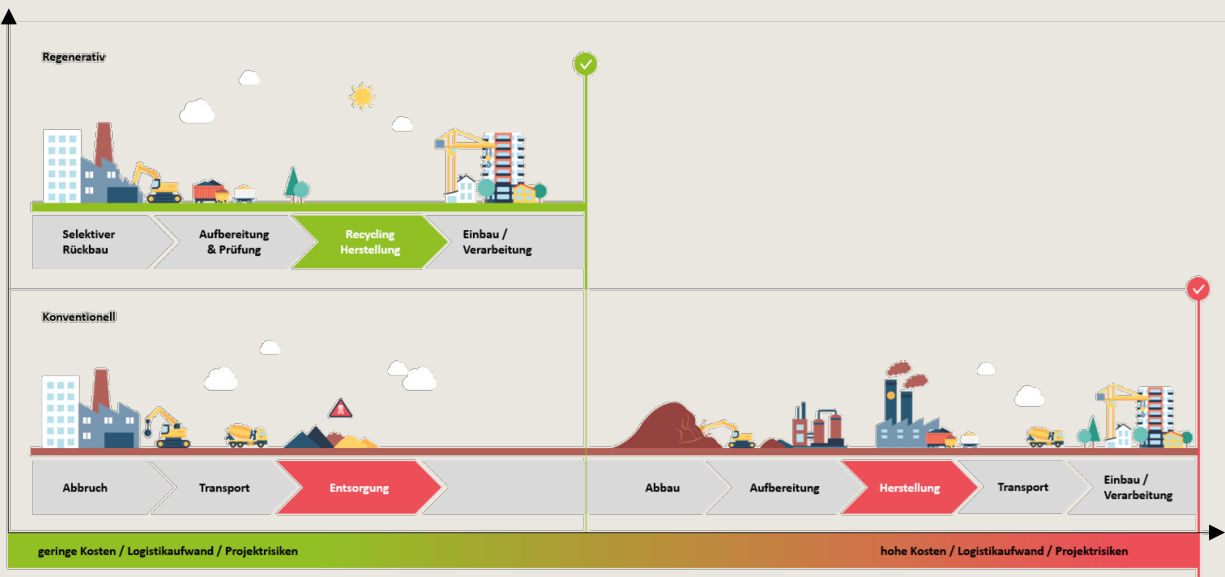 Regenerativ
Selektiver
Rückbau
Aufbereitung
& Prüfung
Recycling
Herstellung
Einbau /
Verarbeitung
Konventionell
Abbruch
Transport
Entsorgung
Abbau
Aufbereitung
Herstellung
Transport
Einbau /
Verarbeitung
geringe Kosten / Logistikaufwand / Projektrisiken
hohe Kosten / Logistikaufwand / Projektrisiken